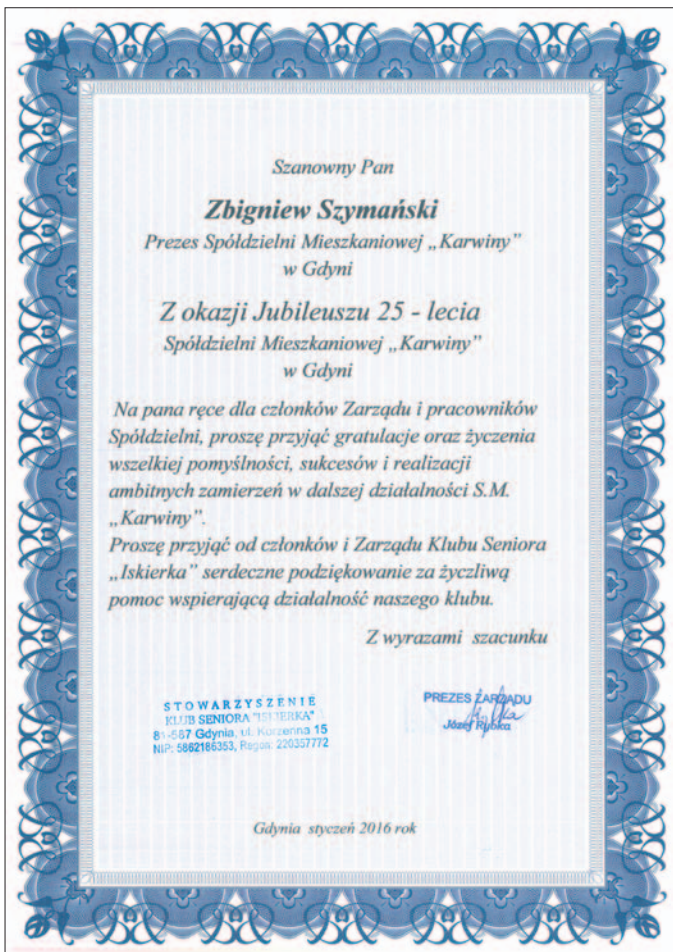 Szanowny Pan
Zbigniew Szymański
Prezes Spółdzielni Mieszkaniowej „Karwiny”
w Gdyni
Z okazji Jubileuszu 25 - lecia
Spółdzielni Mieszkaniowej „Karwiny”
w Gdyni
Na pana ręce dla członków Zarządu i pracowników
Spółdzielni, proszę przyjąć gratulacje oraz życzenia
wszelkiej pomyślności, sukcesów i realizacji
ambitnych zamierzeń w dalszej działalności S.M.
„Karwiny”.
Proszę przyjąć od członków i Zarządu Klubu Seniora
„Iskierka” serdeczne podziękowanie za życzliwą
pomoc wspierającą działalność naszego klubu.
Z wyrazami szacunku
STOWARZYSZENIE
KLUB SENIORA "ISKIERKA"
81-587 Gdynia, ul. Korzenna 15
NIP: 5862186353, Regon: 220357772
PREZES ZARZĄDU
Józef Rybka
Gdynia styczeń 2016 rok